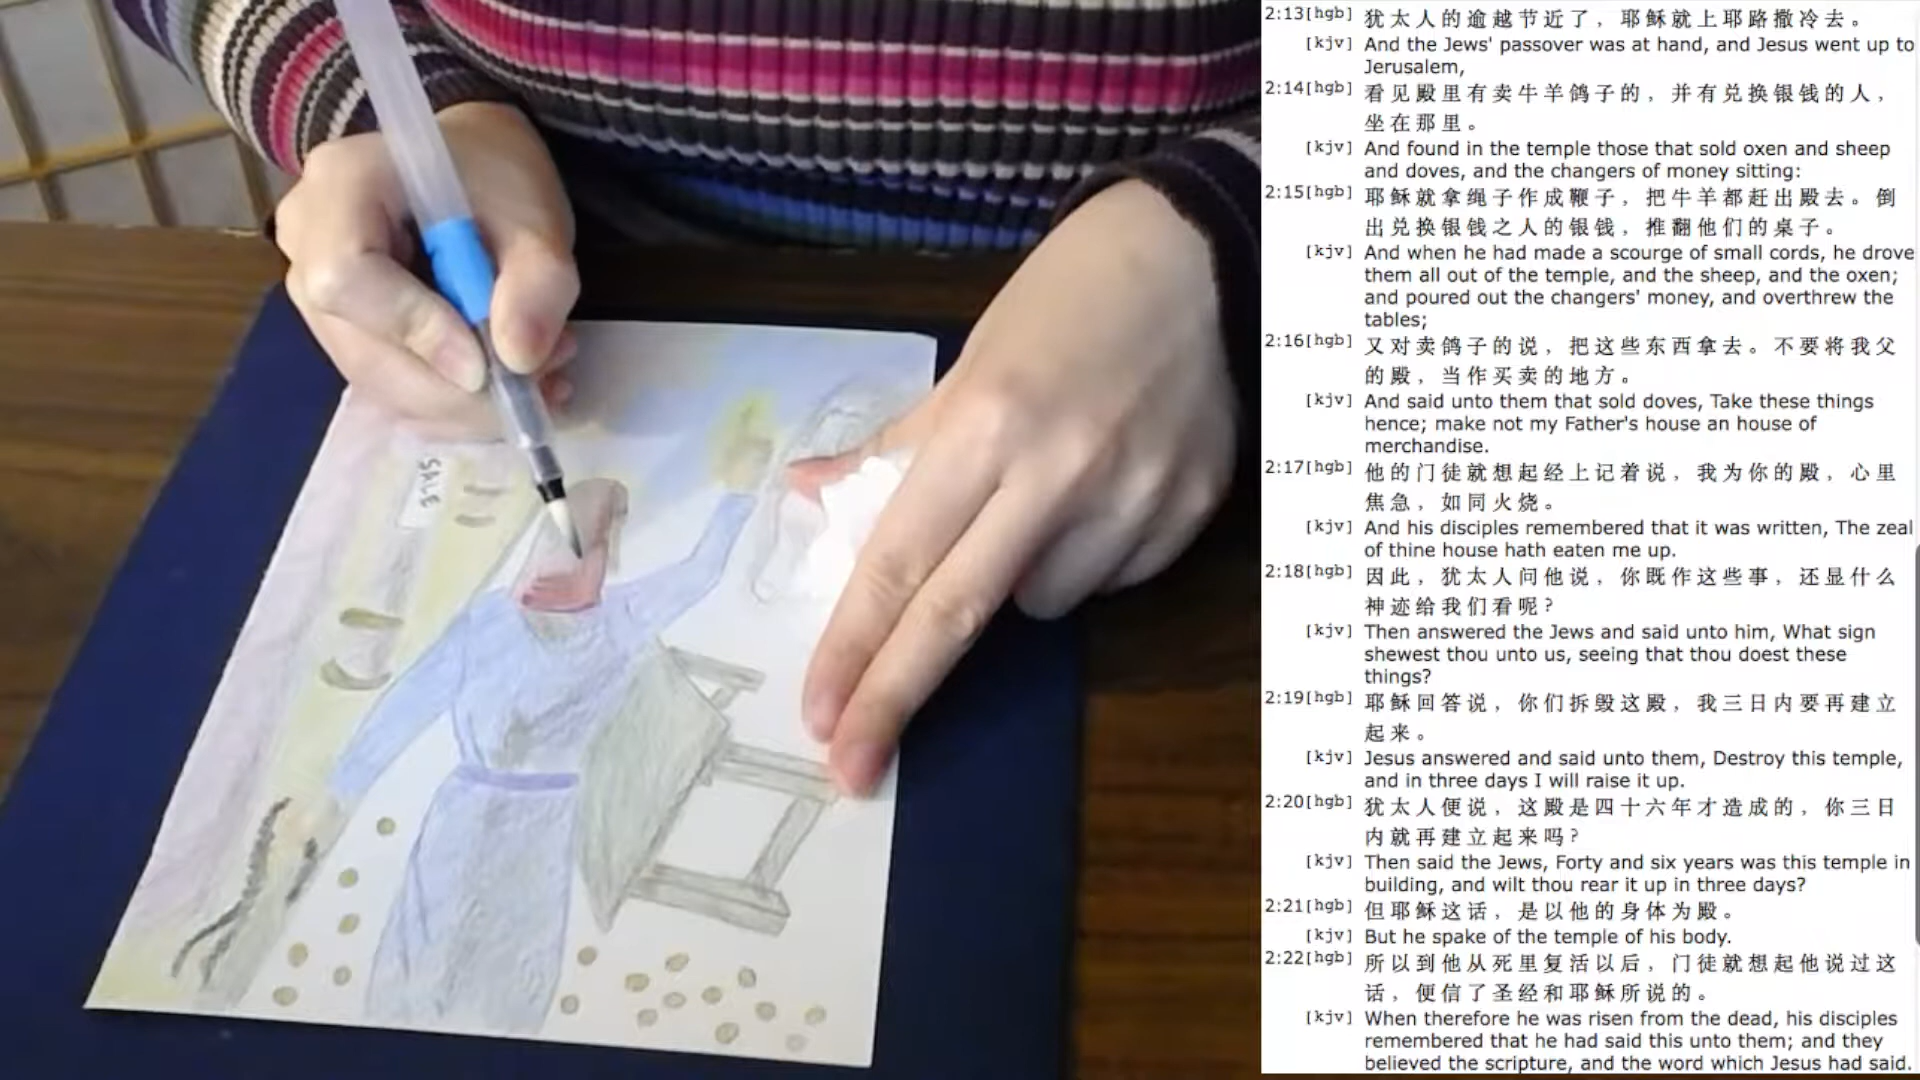 SALE
2:13[hgb] 犹太人的逾越节近了，耶稣就上耶路撒冷去。
[kjv] And the Jews' passover was at hand, and Jesus went up to
Jerusalem,
2:14[hgb] 看见殿里有卖牛羊鸽子的，并有兑换银钱的人，
坐在那里。
[kjv] And found in the temple those that sold oxen and sheep
and doves, and the changers of money sitting:
2:15[hgb] 耶稣就拿绳子作成鞭子，把牛羊都赶出殿去。倒
出兑换银钱之人的银钱，推翻他们的桌子。
[kjv] And when he had made a scourge of small cords, he drove
them all out of the temple, and the sheep, and the oxen;
and poured out the changers' money, and overthrew the
tables;
2:16[hgb] 又对卖鸽子的说，把这些东西拿去。不要将我父
的殿，当作买卖的地方。
[kjv] And said unto them that sold doves, Take these things
hence; make not my Father's house an house of
merchandise.
2:17[hgb] 他的门徒就想起经上记着说，我为你的殿，心里
焦急，如同火烧。
[kjv] And his disciples remembered that it was written, The zeal
of thine house hath eaten me up.
2:18[hgb] 因此，犹太人问他说，你既作这些事，还显什么
神迹给我们看呢？
[kjv] Then answered the Jews and said unto him, What sign
shewest thou unto us, seeing that thou doest these
things?
2:19[hgb] 耶稣回答说，你们拆毁这殿，我三日内要再建立
起来。
[kjv] Jesus answered and said unto them, Destroy this temple,
and in three days I will raise it up.
2:20[hgb] 犹太人便说，这殿是四十六年才造成的，你三日
内就再建立起来吗？
[kjv] Then said the Jews, Forty and six years was this temple in
building, and wilt thou rear it up in three days?
2:21[hgb] 但耶稣这话，是以他的身体为殿。
[kjv] But he spake of the temple of his body.
2:22[hgb] 所以到他从死里复活以后，门徒就想起他说过这
话，便信了圣经和耶稣所说的。
[kjv] When therefore he was risen from the dead, his disciples
remembered that he had said this unto them; and they
believed the scripture, and the word which Jesus had said.